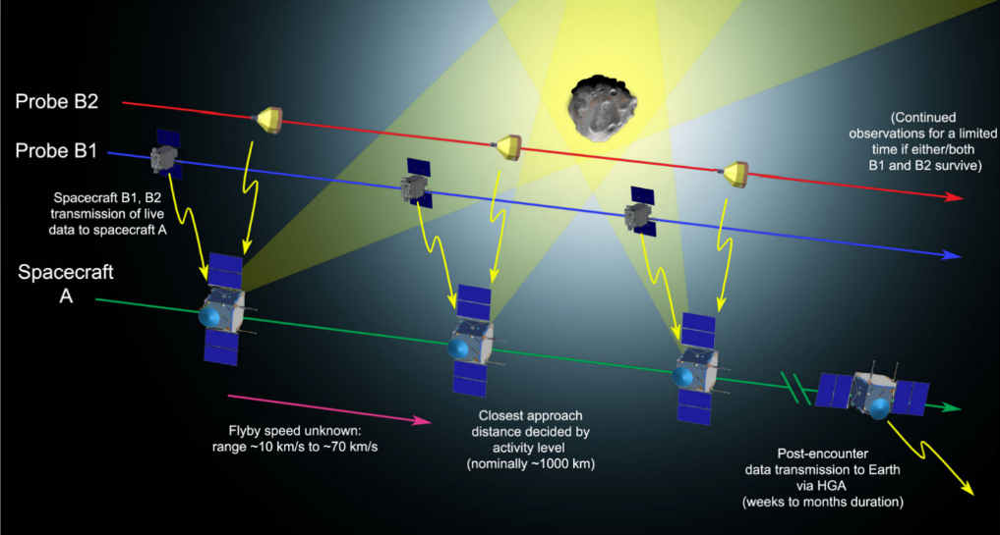 Probe B2
Probe B1
(Continued
observations for a limited
time if either/both
B1 and B2 survive)
Spacecraft B1, B2
transmission of live
data to spacecraft A
Spacecraft
A
Flyby speed unknown:
range ~10 km/s to ~70 km/s
Closest approach
distance decided by
activity level
(nominally ~1000 km)
Post-encounter
data transmission to Earth
via HGA
(weeks to months duration)